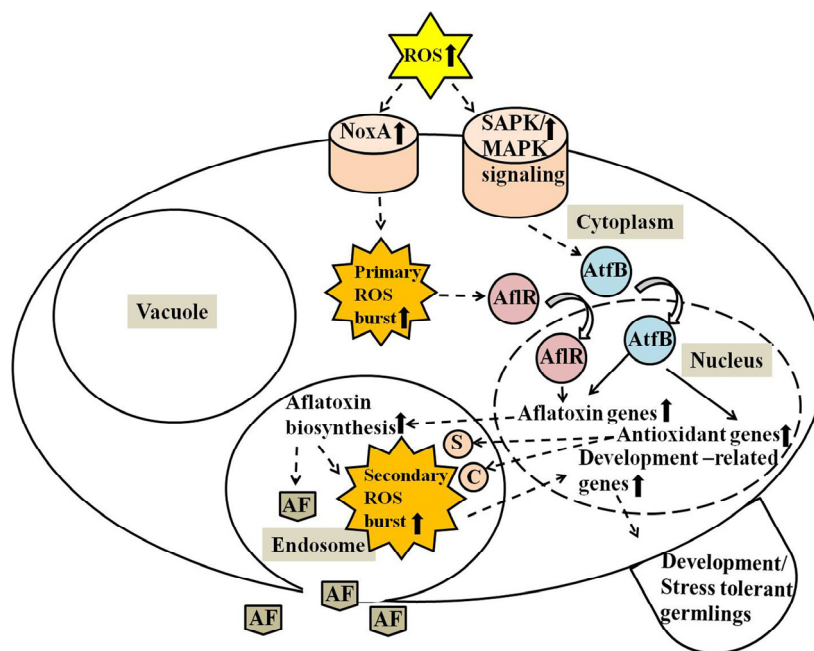 ROS
NoxA
SAPK/
MAPK
signaling
Cytoplasm
AtfB
Primary
ROS
burst
AflR
Vacuole
AflR
AtfB
Nucleus
Aflatoxin
biosynthesis
Aflatoxin genes
Antioxidant genes
S
Development –related
genes
C
Secondary
ROS
burst
AF
Endosome
Development/
Stress tolerant
germlings
AF
AF
AF